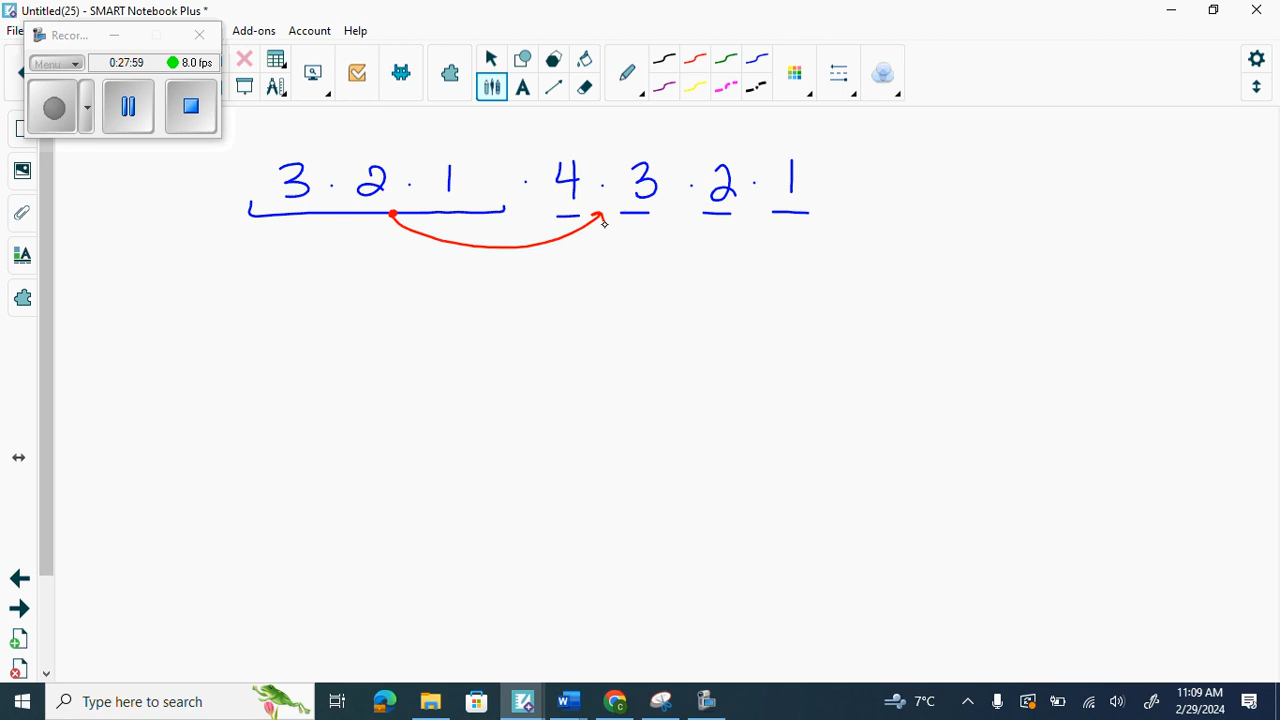 Untitled(25) - SMART Notebook Plus *
File
Add-ons Account Help
Recor...
Menu 0:27:59 8.0 fps
3 · 2 · 1 · 4 · 3 · 2 · 1
Type here to search
7°C
11:09 AM
2/29/2024